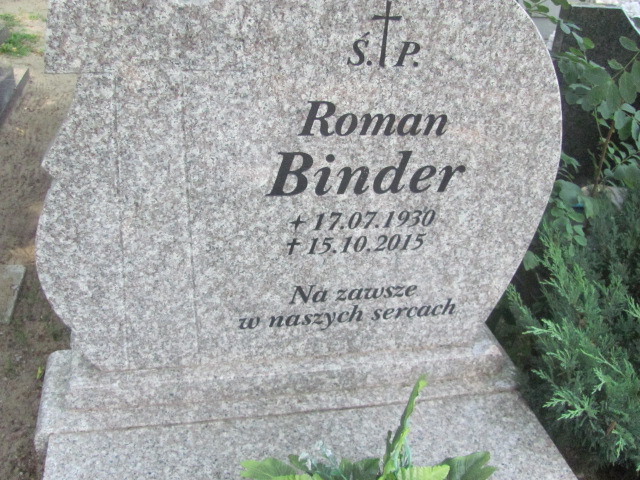 Ś. P.
Roman
Binder
+ 17.07.1930
† 15.10.2015
Na zawsze
w naszych sercach